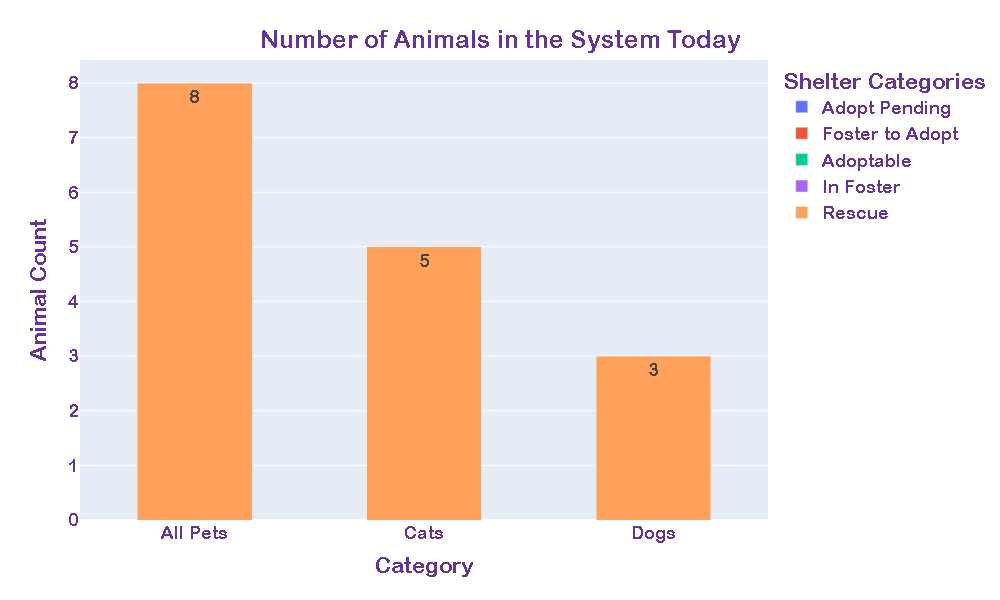 Number of Animals in the System Today
Shelter Categories
Adopt Pending
Foster to Adopt
Adoptable
In Foster
Rescue
Animal Count
8
7
6
5
4
3
2
1
0
8
5
3
All Pets
Cats
Dogs
Category